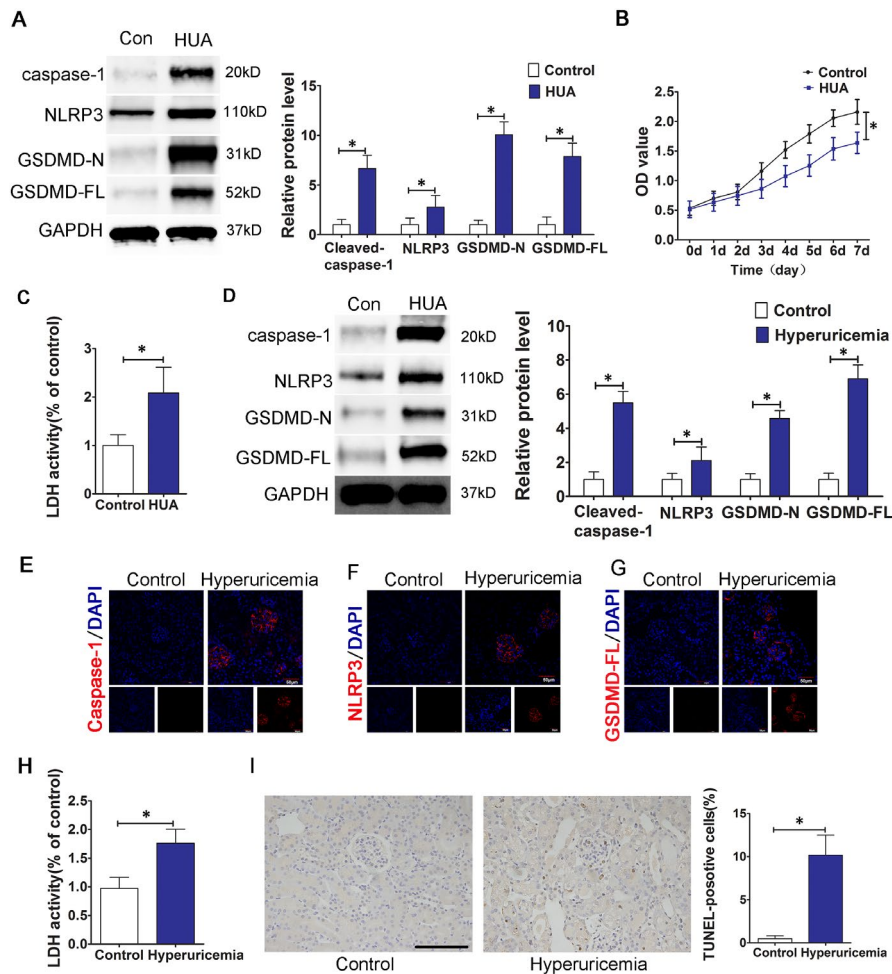 A
Con HUA
caspase-1 20kD
NLRP3 110kD
GSDMD-N 31kD
GSDMD-FL 52kD
GAPDH 37kD
Control
HUA
Relative protein level
15
10
5
0
* * * *
Cleaved-
caspase-1
NLRP3 GSDMD-N GSDMD-FL
B
Control
HUA
OD value
2.5
2.0
1.5
1.0
0.5
0.0
*
0d 1d 2d 3d 4d 5d 6d 7d
Time（day）
C
LDH activity(% of control)
3
2
1
0
*
Control HUA
D
Con HUA
caspase-1 20kD
NLRP3 110kD
GSDMD-N 31kD
GSDMD-FL 52kD
GAPDH 37kD
Control
Hyperuricemia
Relative protein level
10
8
6
4
2
0
* * * *
Cleaved-
caspase-1
NLRP3 GSDMD-N GSDMD-FL
E
Control Hyperuricemia
Caspase-1/DAPI
50μm
F
Control Hyperuricemia
NLRP3/DAPI
50μm
G
Control Hyperuricemia
GSDMD-FL/DAPI
50μm
H
LDH activity(% of control)
2.5
2.0
1.5
1.0
0.5
0.0
*
Control Hyperuricemia
I
Control Hyperuricemia
TUNEL-posotive cells(%)
15
10
5
0
*
Control Hyperuricemia